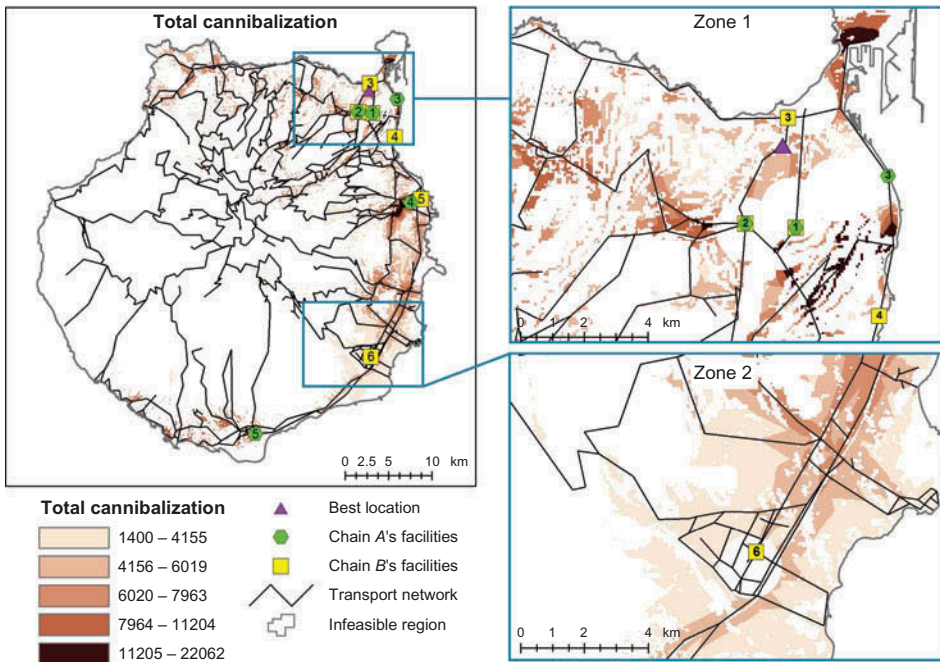 Total cannibalization
3
3
2 1
4
4 5
6
5
0 2.5 5 10 km
Zone 1
3
3
2 1
4
0 1 2 4 km
Zone 2
6
0 1 2 4 km
Total cannibalization
1400 – 4155
4156 – 6019
6020 – 7963
7964 – 11204
11205 – 22062
Best location
Chain A's facilities
Chain B's facilities
Transport network
Infeasible region